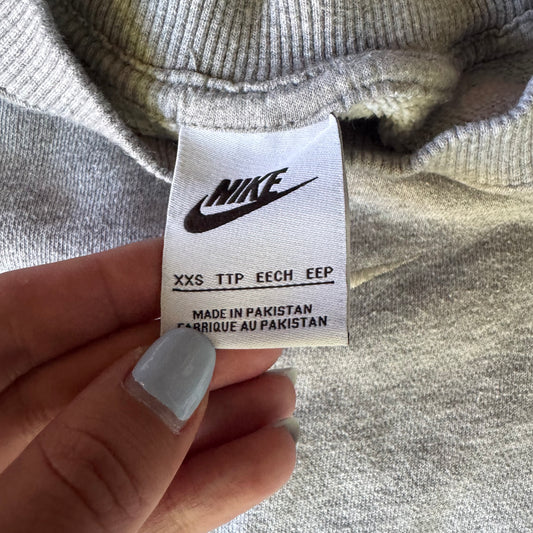 NIKE
XXS TTP EECH EEP
MADE IN PAKISTAN
FABRIQUE AU PAKISTAN